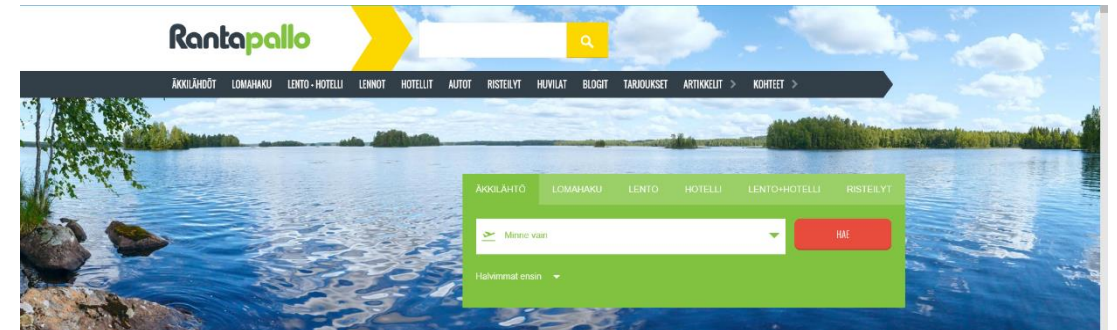 Rantapallo
ÄKKILÄHDÖT LOMAHAKU LENTO + HOTELLI LENNOT HOTELLIT AUTOT RISTEILYT HUVILAT BLOGIT TARJOUKSET ARTIKKELIT > KOHTEET >
ÄKKILÄHTÖ LOMAHAKU LENTO HOTELLI LENTO+HOTELLI RISTEILYT
Minne vain HAE
Halvimmat ensin